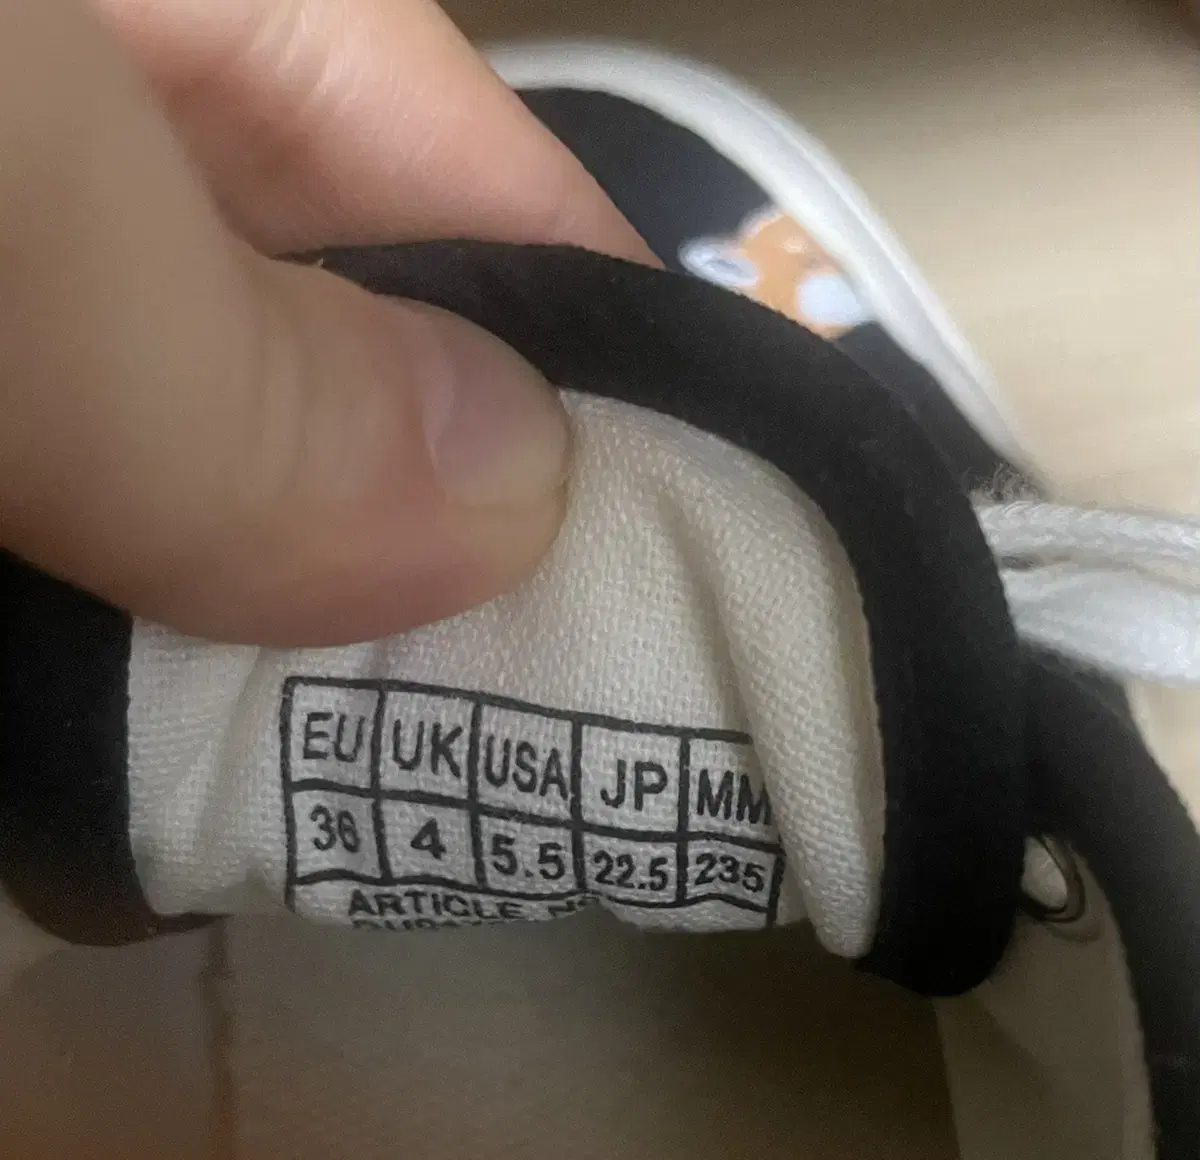 EU UK USA JP MM
36 4 5.5 22.5 235
ARTICLE